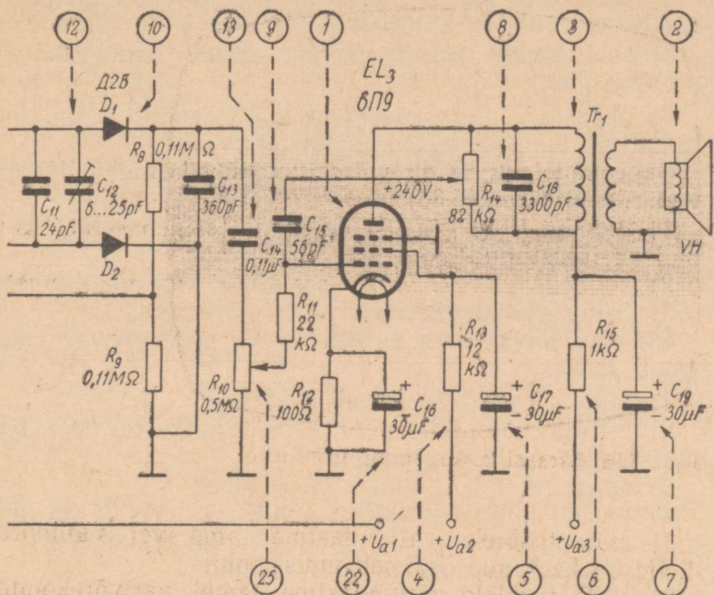 12
10
13
9
1
8
3
2
Д2Б
D₁
EL₃
6П9
Tr₁
R₈
0,11MΩ
+240V
C₁₁
24pF
C₁₂
6...25pF
C₁₃
360pF
C₁₄
0,11µF
C₁₅
56pF
R₁₄
82
kΩ
C₁₈
3300pF
VH
D₂
R₁₁
22
kΩ
R₉
0,11MΩ
R₁₀
0,5MΩ
R₁₂
100Ω
+
C₁₆
30µF
R₁₃
12
kΩ
+
C₁₇
– 30µF
R₁₅
1kΩ
+
C₁₉
– 30µF
+Uₐ₁
+Uₐ₂
+Uₐ₃
25
22
4
5
6
7